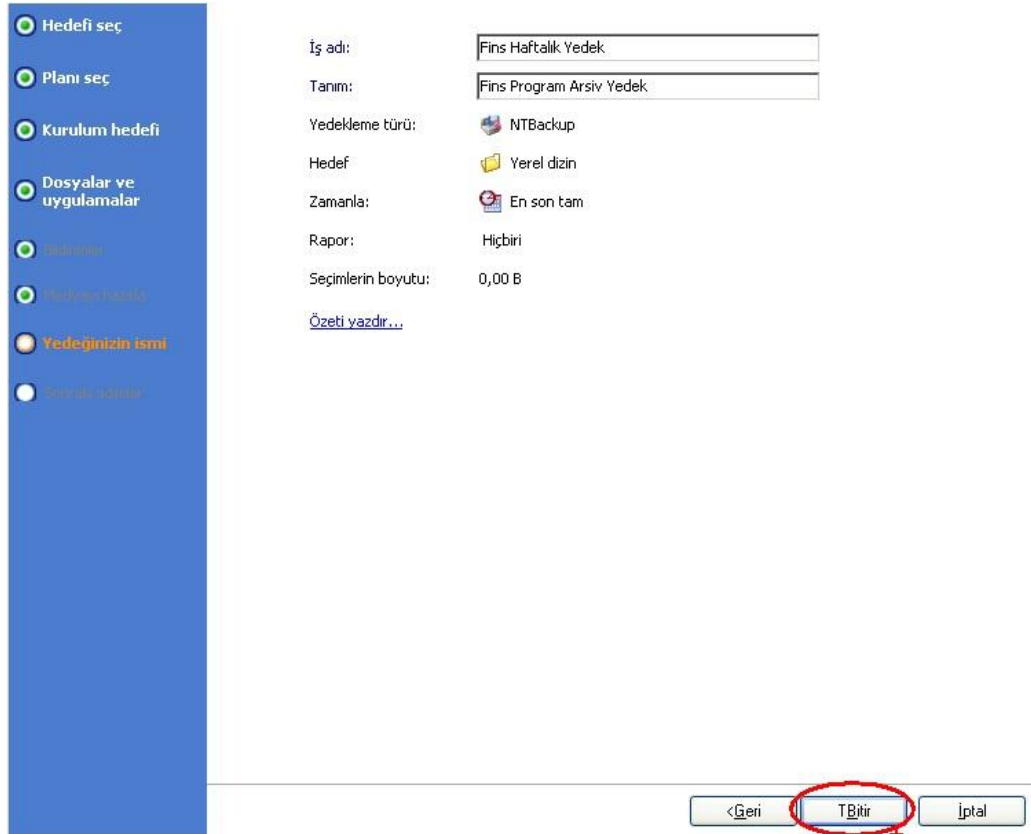 Hedefi seç
Planı seç
Kurulum hedefi
Dosyalar ve
uygulamalar
Yedeğinizin ismi
İş adı: Fins Haftalık Yedek
Tanım: Fins Program Arsiv Yedek
Yedekleme türü: NTBackup
Hedef Yerel dizin
Zamanla: En son tam
Rapor: Hiçbiri
Seçimlerin boyutu: 0,00 B
Özeti yazdır...
<Geri TBitir İptal